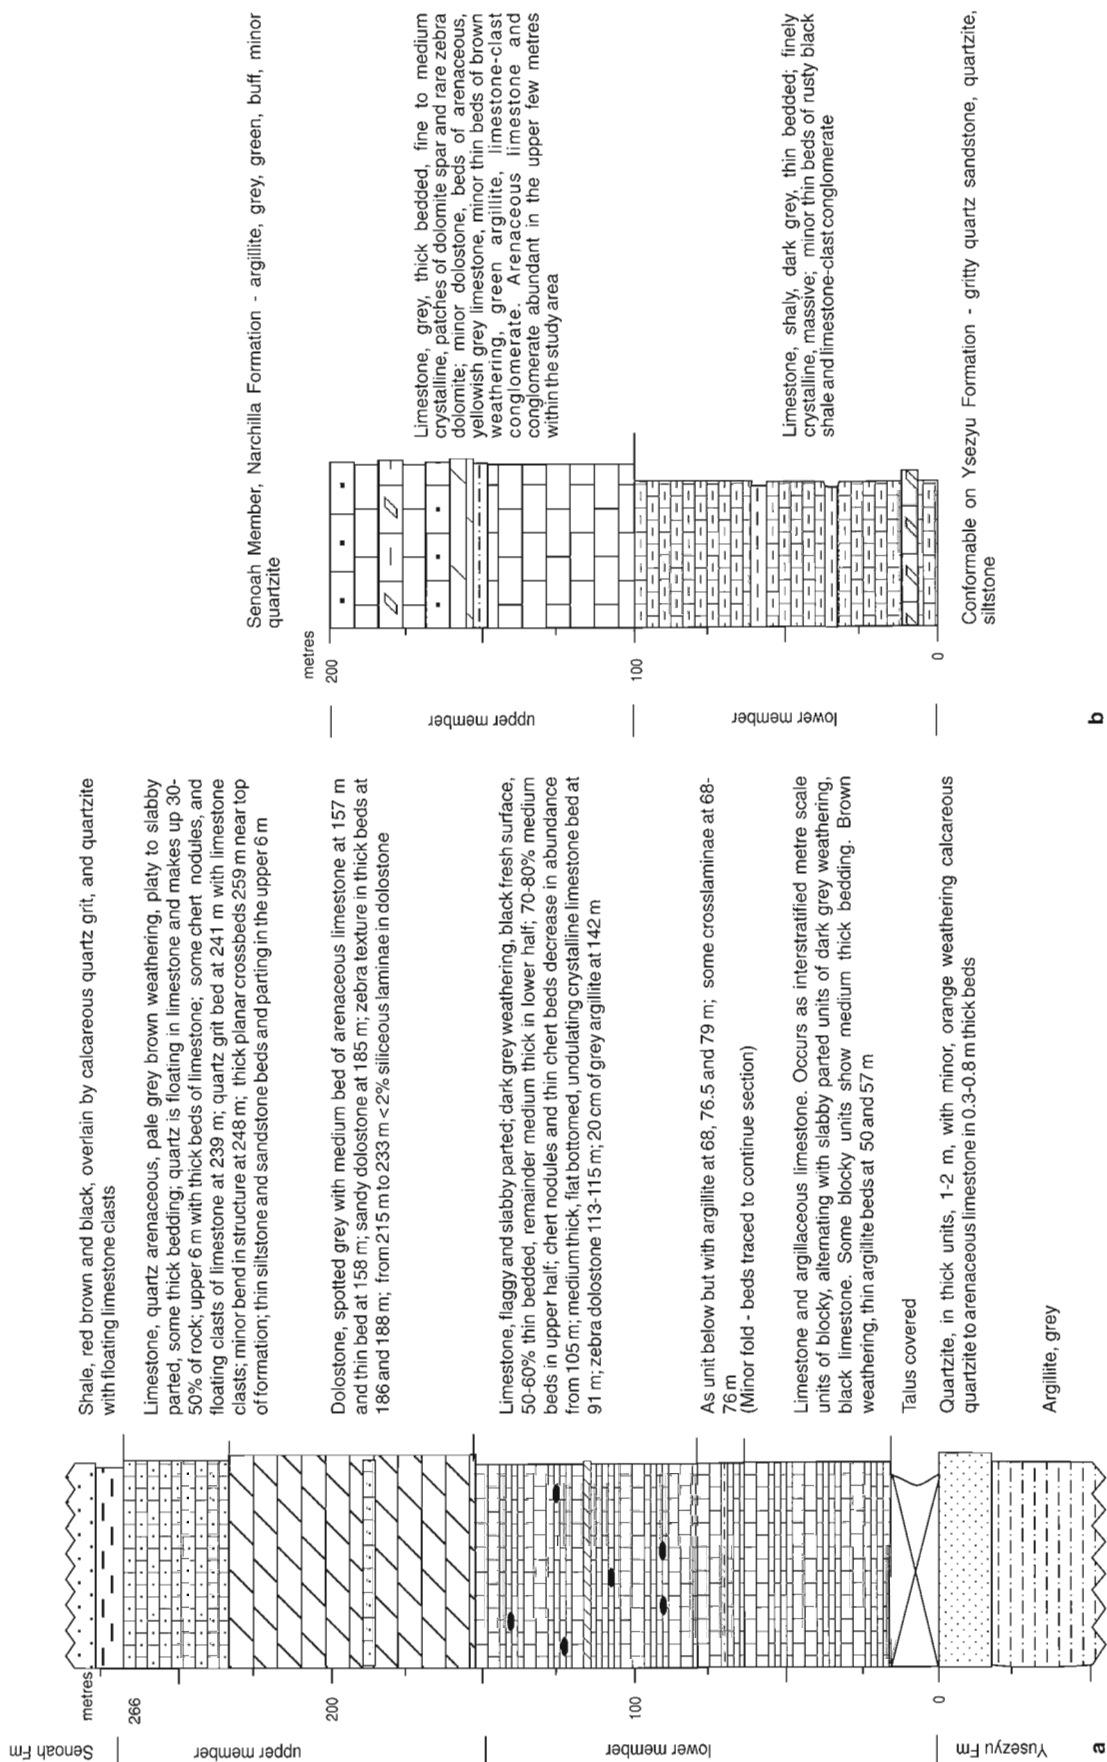 Senoah Fm
upper member
lower member
Yusezyu Fm
metres
266
200
100
0
Shale, red brown and black, overlain by calcareous quartz grit, and quartzite
with floating limestone clasts
Limestone, quartz arenaceous, pale grey brown weathering, platy to slabby
parted, some thick bedding; quartz is floating in limestone and makes up 30-
50% of rock; upper 6 m with thick beds of limestone; some chert nodules, and
floating clasts of limestone at 239 m; quartz grit bed at 241 m with limestone
clasts; minor bend in structure at 248 m; thick planar crossbeds 259 m near top
of formation; thin siltstone and sandstone beds and parting in the upper 6 m
Dolostone, spotted grey with medium bed of arenaceous limestone at 157 m
and thin bed at 158 m; sandy dolostone at 185 m; zebra texture in thick beds at
186 and 188 m; from 215 m to 233 m < 2% siliceous laminae in dolostone
Limestone, flaggy and slabby parted; dark grey weathering, black fresh surface,
50-60% thin bedded, remainder medium thick in lower half; 70-80% medium
beds in upper half; chert nodules and thin chert beds decrease in abundance
from 105 m; medium thick, flat bottomed, undulating crystalline limestone bed at
91 m; zebra dolostone 113-115 m; 20 cm of grey argillite at 142 m
As unit below but with argillite at 68, 76.5 and 79 m; some crosslaminae at 68-
76 m
(Minor fold - beds traced to continue section)
Limestone and argillaceous limestone. Occurs as interstratified metre scale
units of blocky, alternating with slabby parted units of dark grey weathering,
black limestone. Some blocky units show medium thick bedding. Brown
weathering, thin argillite beds at 50 and 57 m
Talus covered
Quartzite, in thick units, 1-2 m, with minor, orange weathering calcareous
quartzite to arenaceous limestone in 0.3-0.8 m thick beds
Argillite, grey
a
Senoah Member, Narchilla Formation - argillite, grey, green, buff, minor
quartzite
metres
200
100
0
upper member
lower member
Limestone, grey, thick bedded, fine to medium
crystalline, patches of dolomite spar and rare zebra
dolomite; minor dolostone, beds of arenaceous,
yellowish grey limestone, minor thin beds of brown
weathering, green argillite, limestone-clast
conglomerate. Arenaceous limestone and
conglomerate abundant in the upper few metres
within the study area
Limestone, shaly, dark grey, thin bedded; finely
crystalline, massive; minor thin beds of rusty black
shale and limestone-clast conglomerate
Conformable on Ysezyu Formation - gritty quartz sandstone, quartzite,
siltstone
b